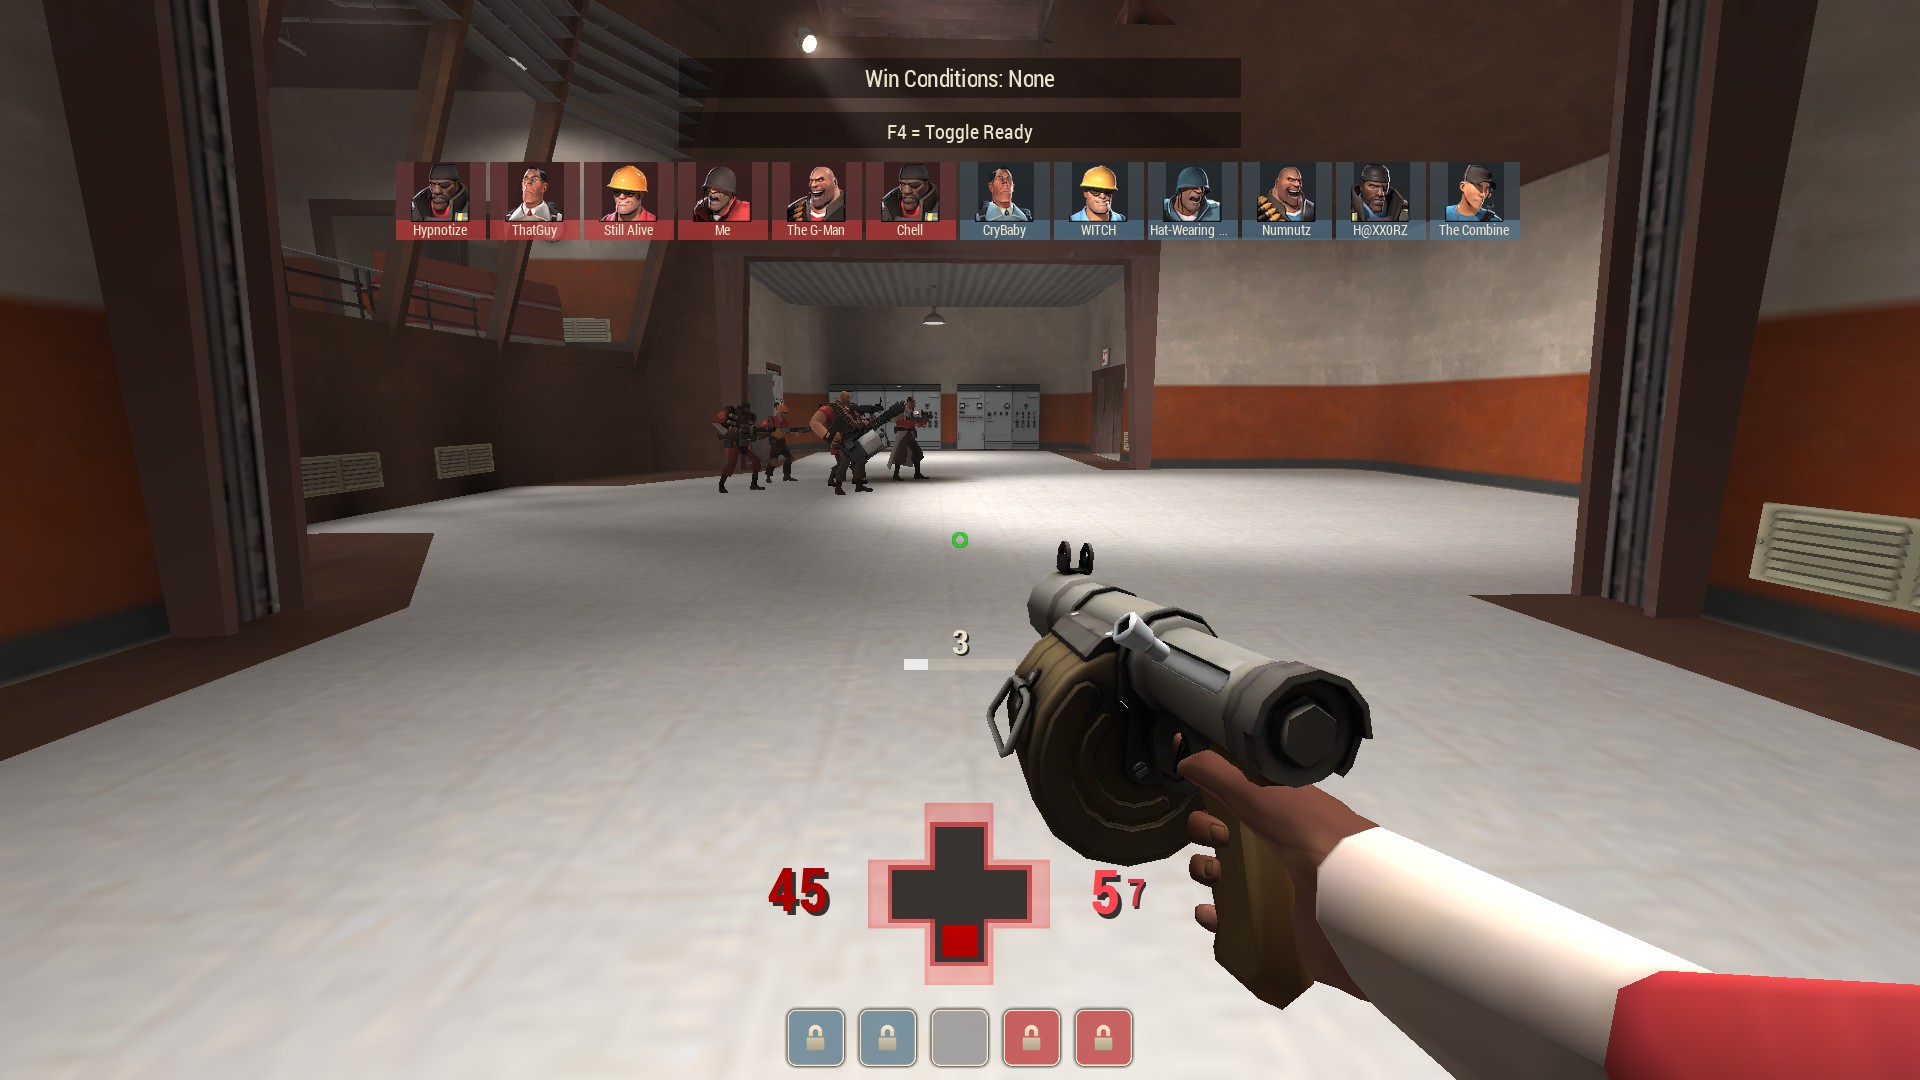 Win Conditions: None
F4 = Toggle Ready
Hypnotize ThatGuy Still Alive Me The G-Man Chell CryBaby WITCH Hat-Wearing ... Numnutz H@XX0RZ The Combine
3
45 5 7